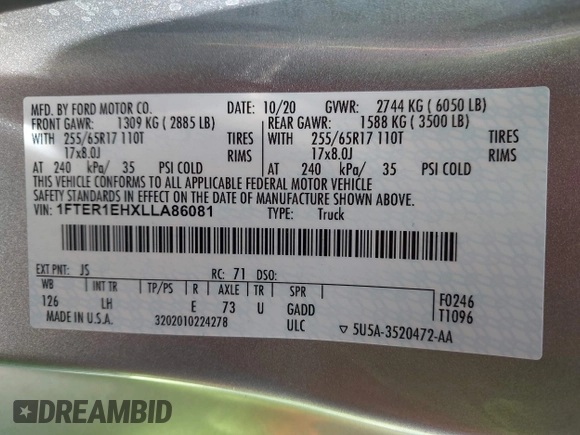 MFD. BY FORD MOTOR CO. DATE: 10/20 GVWR: 2744 KG ( 6050 LB)
FRONT GAWR: 1309 KG ( 2885 LB) REAR GAWR: 1588 KG ( 3500 LB)
WITH 255/65R17 110T TIRES WITH 255/65R17 110T TIRES
17x8.0J RIMS 17x8.0J RIMS
AT 240 kPa/ 35 PSI COLD AT 240 kPa/ 35 PSI COLD
THIS VEHICLE CONFORMS TO ALL APPLICABLE FEDERAL MOTOR VEHICLE
SAFETY STANDARDS IN EFFECT ON THE DATE OF MANUFACTURE SHOWN ABOVE.
VIN: 1FTER1EHXLLA86081 TYPE: Truck
EXT PNT: JS RC: 71 DSO:
WB INT TR TP/PS R AXLE TR SPR
126 LH E 73 U GADD F0246
ULC T1096
MADE IN U.S.A. 3202010224278 ▽ 5U5A-3520472-AA
DREAMBID